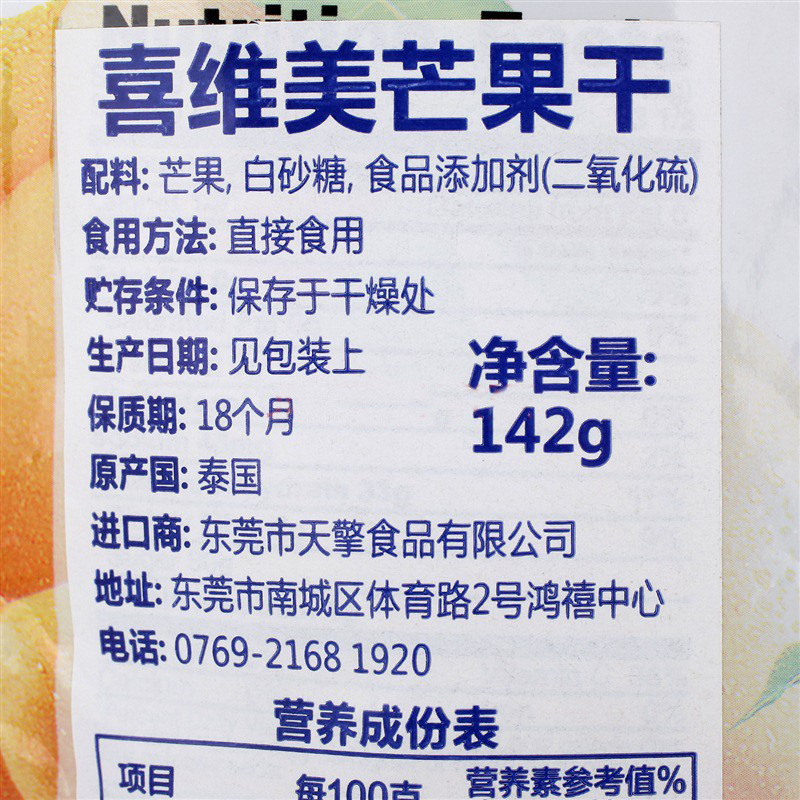 喜维美芒果干
配料: 芒果, 白砂糖, 食品添加剂(二氧化硫)
食用方法: 直接食用
贮存条件: 保存于干燥处
生产日期: 见包装上
净含量:
保质期: 18个月
142g
原产国: 泰国
进口商: 东莞市天擎食品有限公司
地址: 东莞市南城区体育路2号鸿禧中心
电话: 0769-2168 1920
营养成份表
项目 每100克 营养素参考值%